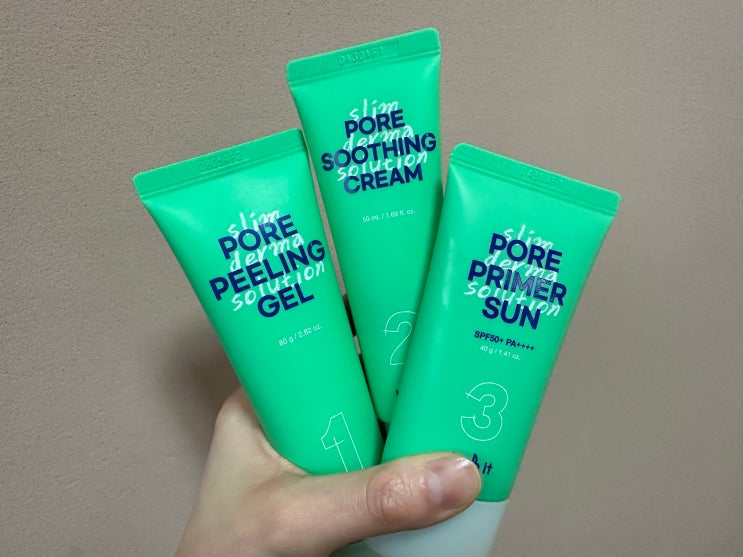 slim
PORE
derma
PEELING
solution
GEL
80 g / 2.82 oz.
1
slim
PORE
derma
SOOTHING
solution
CREAM
50 mL / 1.69 fl. oz.
2
slim
PORE
derma
PRIMER
solution
SUN
SPF50+ PA++++
40 g / 1.41 oz.
3
it